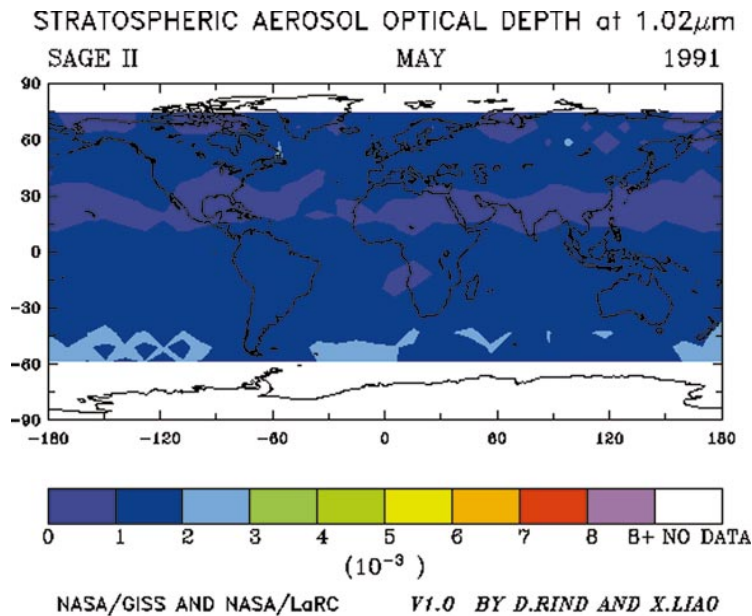 STRATOSPHERIC AEROSOL OPTICAL DEPTH at 1.02μm
SAGE II MAY 1991
90
60
30
0
-30
-60
-90
-180 -120 -60 0 60 120 180
0 1 2 3 4 5 6 7 8 8+ NO DATA
(10⁻³)
NASA/GISS AND NASA/LaRC V1.0 BY D.RIND AND X.LIAO